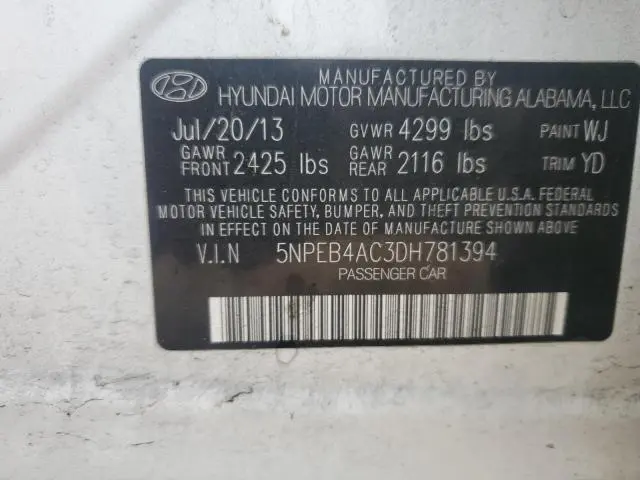 MANUFACTURED BY
HYUNDAI MOTOR MANUFACTURING ALABAMA, LLC
Jul/20/13 GVWR 4299 lbs PAINT WJ
GAWR FRONT 2425 lbs GAWR REAR 2116 lbs TRIM YD
THIS VEHICLE CONFORMS TO ALL APPLICABLE U.S.A. FEDERAL
MOTOR VEHICLE SAFETY, BUMPER, AND THEFT PREVENTION
STANDARDS IN EFFECT ON THE DATE OF MANUFACTURE SHOWN ABOVE.
V.I.N 5NPEB4AC3DH781394
PASSENGER CAR